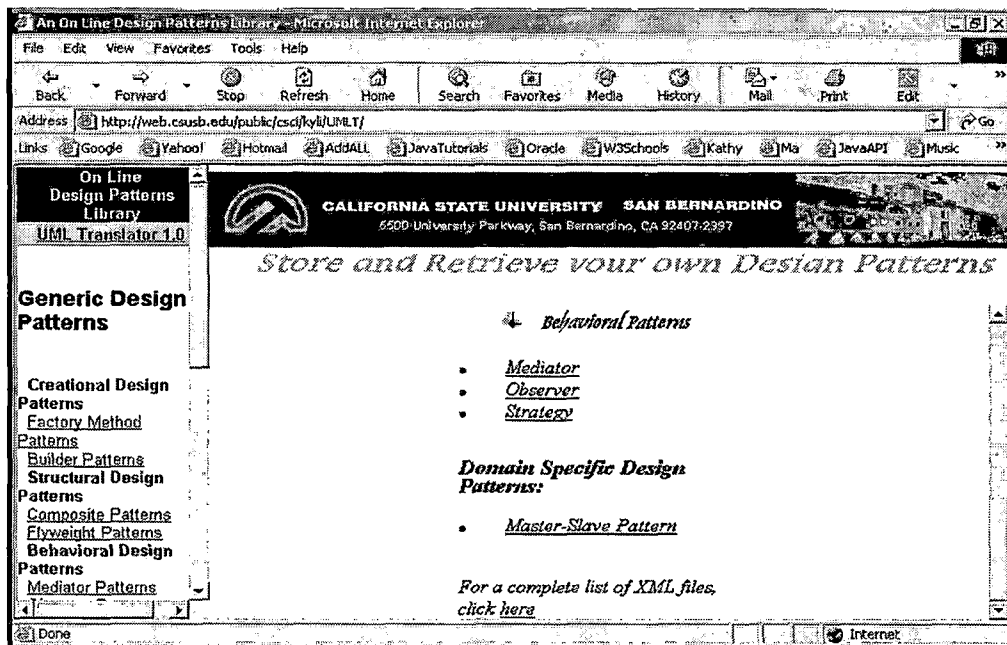 An On Line Design Patterns Library - Microsoft Internet Explorer
File Edit View Favorites Tools Help
Back Forward Stop Refresh Home Search Favorites Media History Mail Print Edit »
Address http://web.csusb.edu/public/csci/kyli/UMLT/ Go
Links Google Yahoo! Hotmail AddALL JavaTutorials Oracle W3Schools Kathy Ma JavaAPI Music »
On Line
Design Patterns
Library
UML Translator 1.0
Generic Design
Patterns
Creational Design
Patterns
Factory Method
Patterns
Builder Patterns
Structural Design
Patterns
Composite Patterns
Flyweight Patterns
Behavioral Design
Patterns
Mediator Patterns
CALIFORNIA STATE UNIVERSITY SAN BERNARDINO
5500 University Parkway, San Bernardino, CA 92407-2397
Store and Retrieve your own Design Patterns
Behavioral Patterns
• Mediator
• Observer
• Strategy
Domain Specific Design
Patterns:
• Master-Slave Pattern
For a complete list of XML files,
click here
Done Internet